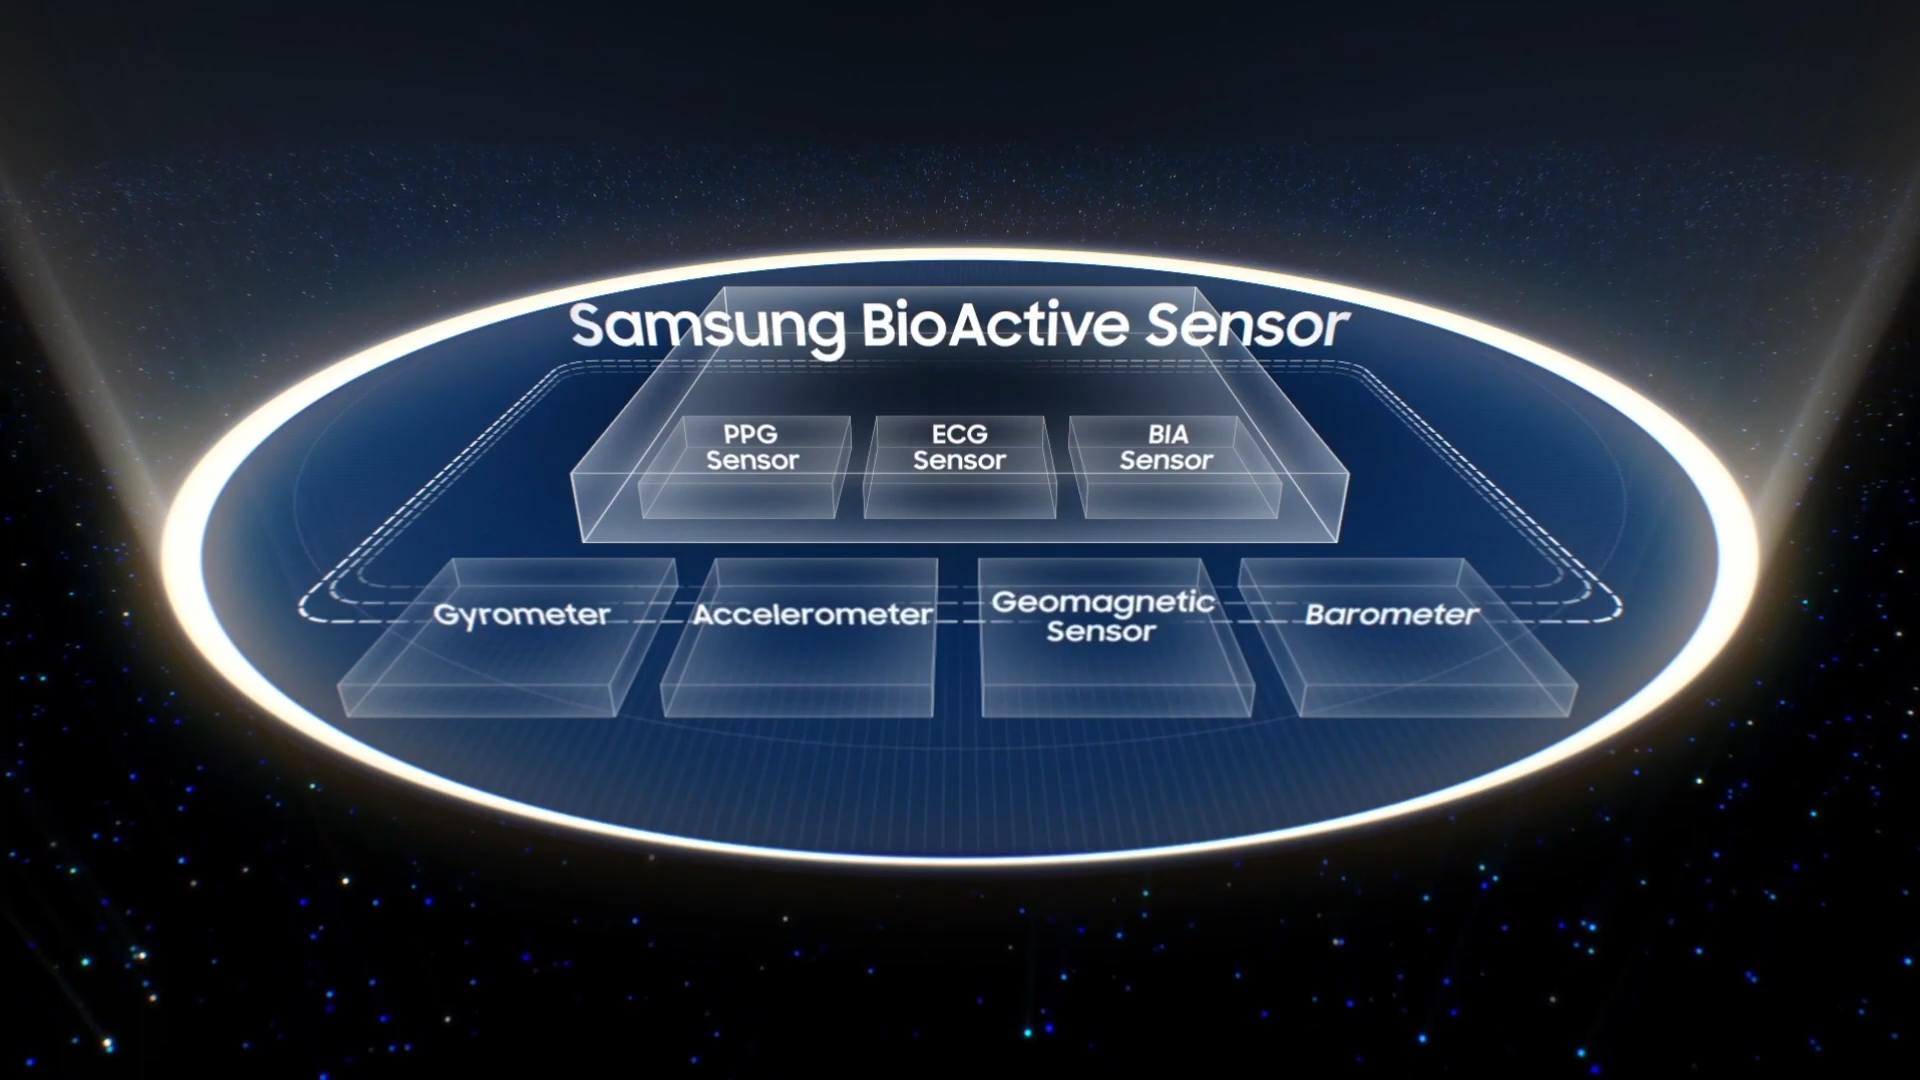 Samsung BioActive Sensor
PPG
Sensor
ECG
Sensor
BIA
Sensor
Gyrometer
Accelerometer
Geomagnetic
Sensor
Barometer